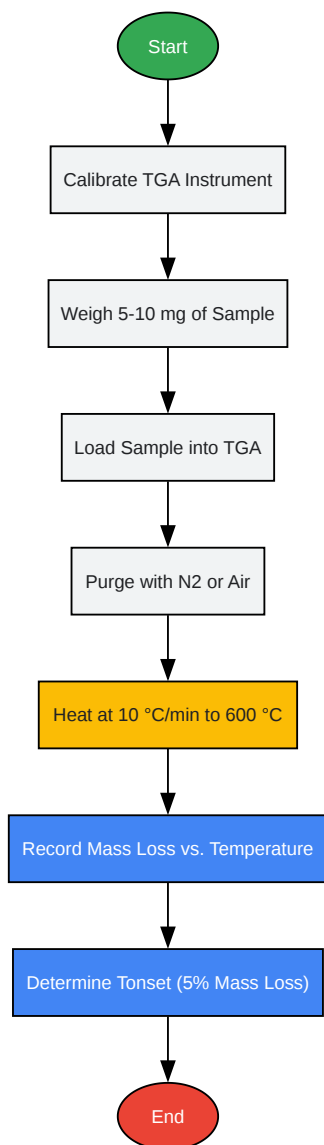 Start
Calibrate TGA Instrument
Weigh 5-10 mg of Sample
Load Sample into TGA
Purge with N2 or Air
Heat at 10 °C/min to 600 °C
Record Mass Loss vs. Temperature
Determine Tonset (5% Mass Loss)
End